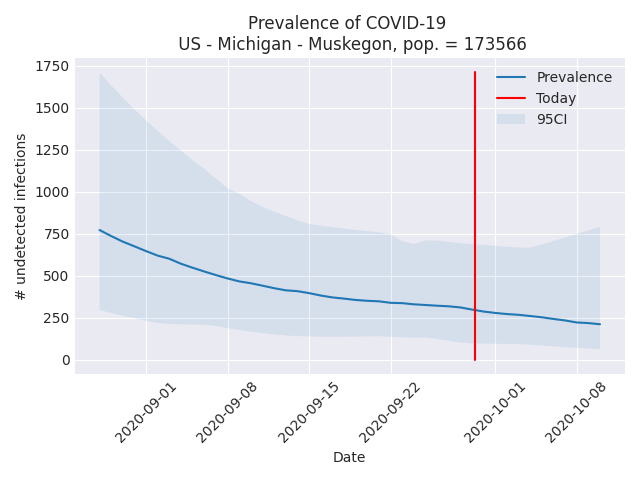 Prevalence of COVID-19
US - Michigan - Muskegon, pop. = 173566
# undetected infections
1750
1500
1250
1000
750
500
250
0
Prevalence
Today
95CI
2020-09-01
2020-09-08
2020-09-15
2020-09-22
2020-10-01
2020-10-08
Date